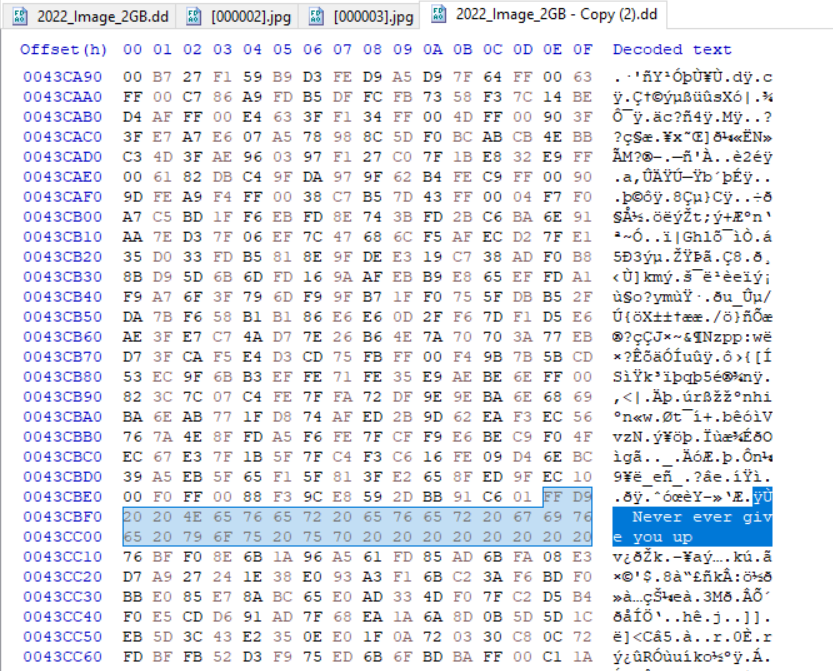 2022_Image_2GB.dd [000002].jpg [000003].jpg 2022_Image_2GB - Copy (2).dd
Offset(h) 00 01 02 03 04 05 06 07 08 09 0A 0B 0C 0D 0E 0F Decoded text
0043CA90 00 B7 27 F1 59 B9 D3 FE D9 A5 D9 7F 64 FF 00 63 .·'ñY¹ÓþÙ¥Ù.dÿ.c
0043CAA0 FF 00 C7 86 A9 FD B5 DF FC FB 73 58 F3 7C 14 BE ÿ.Ç†©ýµßüûsXó|.¾
0043CAB0 D4 AF FF 00 E4 63 3F F1 34 FF 00 4D FF 00 90 3F Ô¯ÿ.äc?ñ4ÿ.Mÿ..?
0043CAC0 3F E7 A7 E6 07 A5 78 98 8C 5D F0 BC AB CB 4E BB ?ç§æ.¥x˜Œ]ð¼«ËN»
0043CAD0 C3 4D 3F AE 96 03 97 F1 27 C0 7F 1B E8 32 E9 FF ÃM?®–.—ñ'À..è2éÿ
0043CAE0 00 61 82 DB C4 9F DA 97 9F 62 B4 FE C9 FF 00 90 .a‚ÛÄŸÚ—Ÿb´þÉÿ..
0043CAF0 9D FE A9 F4 FF 00 38 C7 B5 7D 43 FF 00 04 F7 F0 .þ©ôÿ.8Çµ}Cÿ..÷ð
0043CB00 A7 C5 BD 1F F6 EB FD 8E 74 3B FD 2B C6 BA 6E 91 §Å½.öëýŽt;ý+Æºn‘
0043CB10 AA 7E D3 7F 06 EF 7C 47 68 6C F5 AF EC D2 7F E1 ª~Ó..ï|Ghlõ¯ìÒ.á
0043CB20 35 D0 33 FD B5 81 8E 9F DE E3 19 C7 38 AD F0 B8 5Ð3ýµ.ŽŸÞã.Ç8.ð¸
0043CB30 8B D9 5D 6B 6D FD 16 9A AF EB B9 E8 65 EF FD A1 ‹Ù]kmý.š¯ë¹èeïý¡
0043CB40 F9 A7 6F 3F 79 6D F9 9F B7 1F F0 75 5F DB B5 2F ù§o?ymùŸ·.ðu_Ûµ/
0043CB50 DA 7B F6 58 B1 B1 86 E6 E6 0D 2F F6 7D F1 D5 E6 Ú{öX±±†ææ./ö}ñÕæ
0043CB60 AE 3F E7 C7 4A D7 7E 26 B6 4E 7A 70 70 3A 77 EB ®?çÇJ×~&¶Nzpp:wë
0043CB70 D7 3F CA F5 E4 D3 CD 75 FB FF 00 F4 9B 7B 5B CD ×?ÊõäÓÍuûÿ.ô›{[Í
0043CB80 53 EC 9F 6B B3 EF FE 71 FE 35 E9 AE BE 6E FF 00 SìŸk³ïþqþ5é®¾nÿ.
0043CB90 82 3C 7C 07 C4 FE 7F FA 72 DF 9E 9E BA 6E 68 69 ‚<|.Äþ.úrßžžºnhi
0043CBA0 BA 6E AB 77 1F D8 74 AF ED 2B 9D 62 EA F3 EC 56 ºn«w.Øt¯í+.bêóìV
0043CBB0 76 7A 4E 8F FD A5 F6 FE 7F CF F9 E6 BE C9 F0 4F vzN.ý¥öþ.Ïùæ¾ÉðO
0043CBC0 EC 67 E3 7F 1B 5F 7F C4 F3 C6 16 FE 09 D6 6E BC ìgã.._.ÄóÆ.þ.Ön¼
0043CBD0 39 A5 EB 5F 65 F1 5F 81 3F E2 65 8F ED 9F EC 10 9¥ë_eñ_.?âe.íŸì.
0043CBE0 00 F0 FF 00 88 F3 9C E8 59 2D BB 91 C6 01 FF D9 .ðÿ.ˆóœèY-»‘Æ.ÿÙ
0043CBF0 20 20 4E 65 76 65 72 20 65 76 65 72 20 67 69 76 Never ever giv
0043CC00 65 20 79 6F 75 20 75 70 20 20 20 20 20 20 20 20 e you up
0043CC10 76 BF F0 8E 6B 1A 96 A5 61 FD 85 AD 6B FA 08 E3 v¿ðŽk.–¥aý….kú.ã
0043CC20 D7 A9 27 24 1E 38 E0 93 A3 F1 6B C2 3A F6 BD F0 ×©'$.8à“£ñkÂ:ö½ð
0043CC30 BB E0 85 E7 8A BC 65 E0 AD 33 4D F0 7F C2 D5 B4 »à…çŠ¼eà.3Mð.ÂÕ´
0043CC40 F0 E5 CD D6 91 AD 7F 68 EA 1A 6A 8D 0B 5D 5D 1C ðåÍÖ‘..hê.j..]].
0043CC50 EB 5D 3C 43 E2 35 0E E0 1F 0A 72 03 30 C8 0C 72 ë]<Câ5.à..r.0È.r
0043CC60 FD BF FB 52 D3 F9 75 ED 6B 6F BD BA FF 00 C1 1A ý¿ûRÓùuíko½ºÿ.Á.